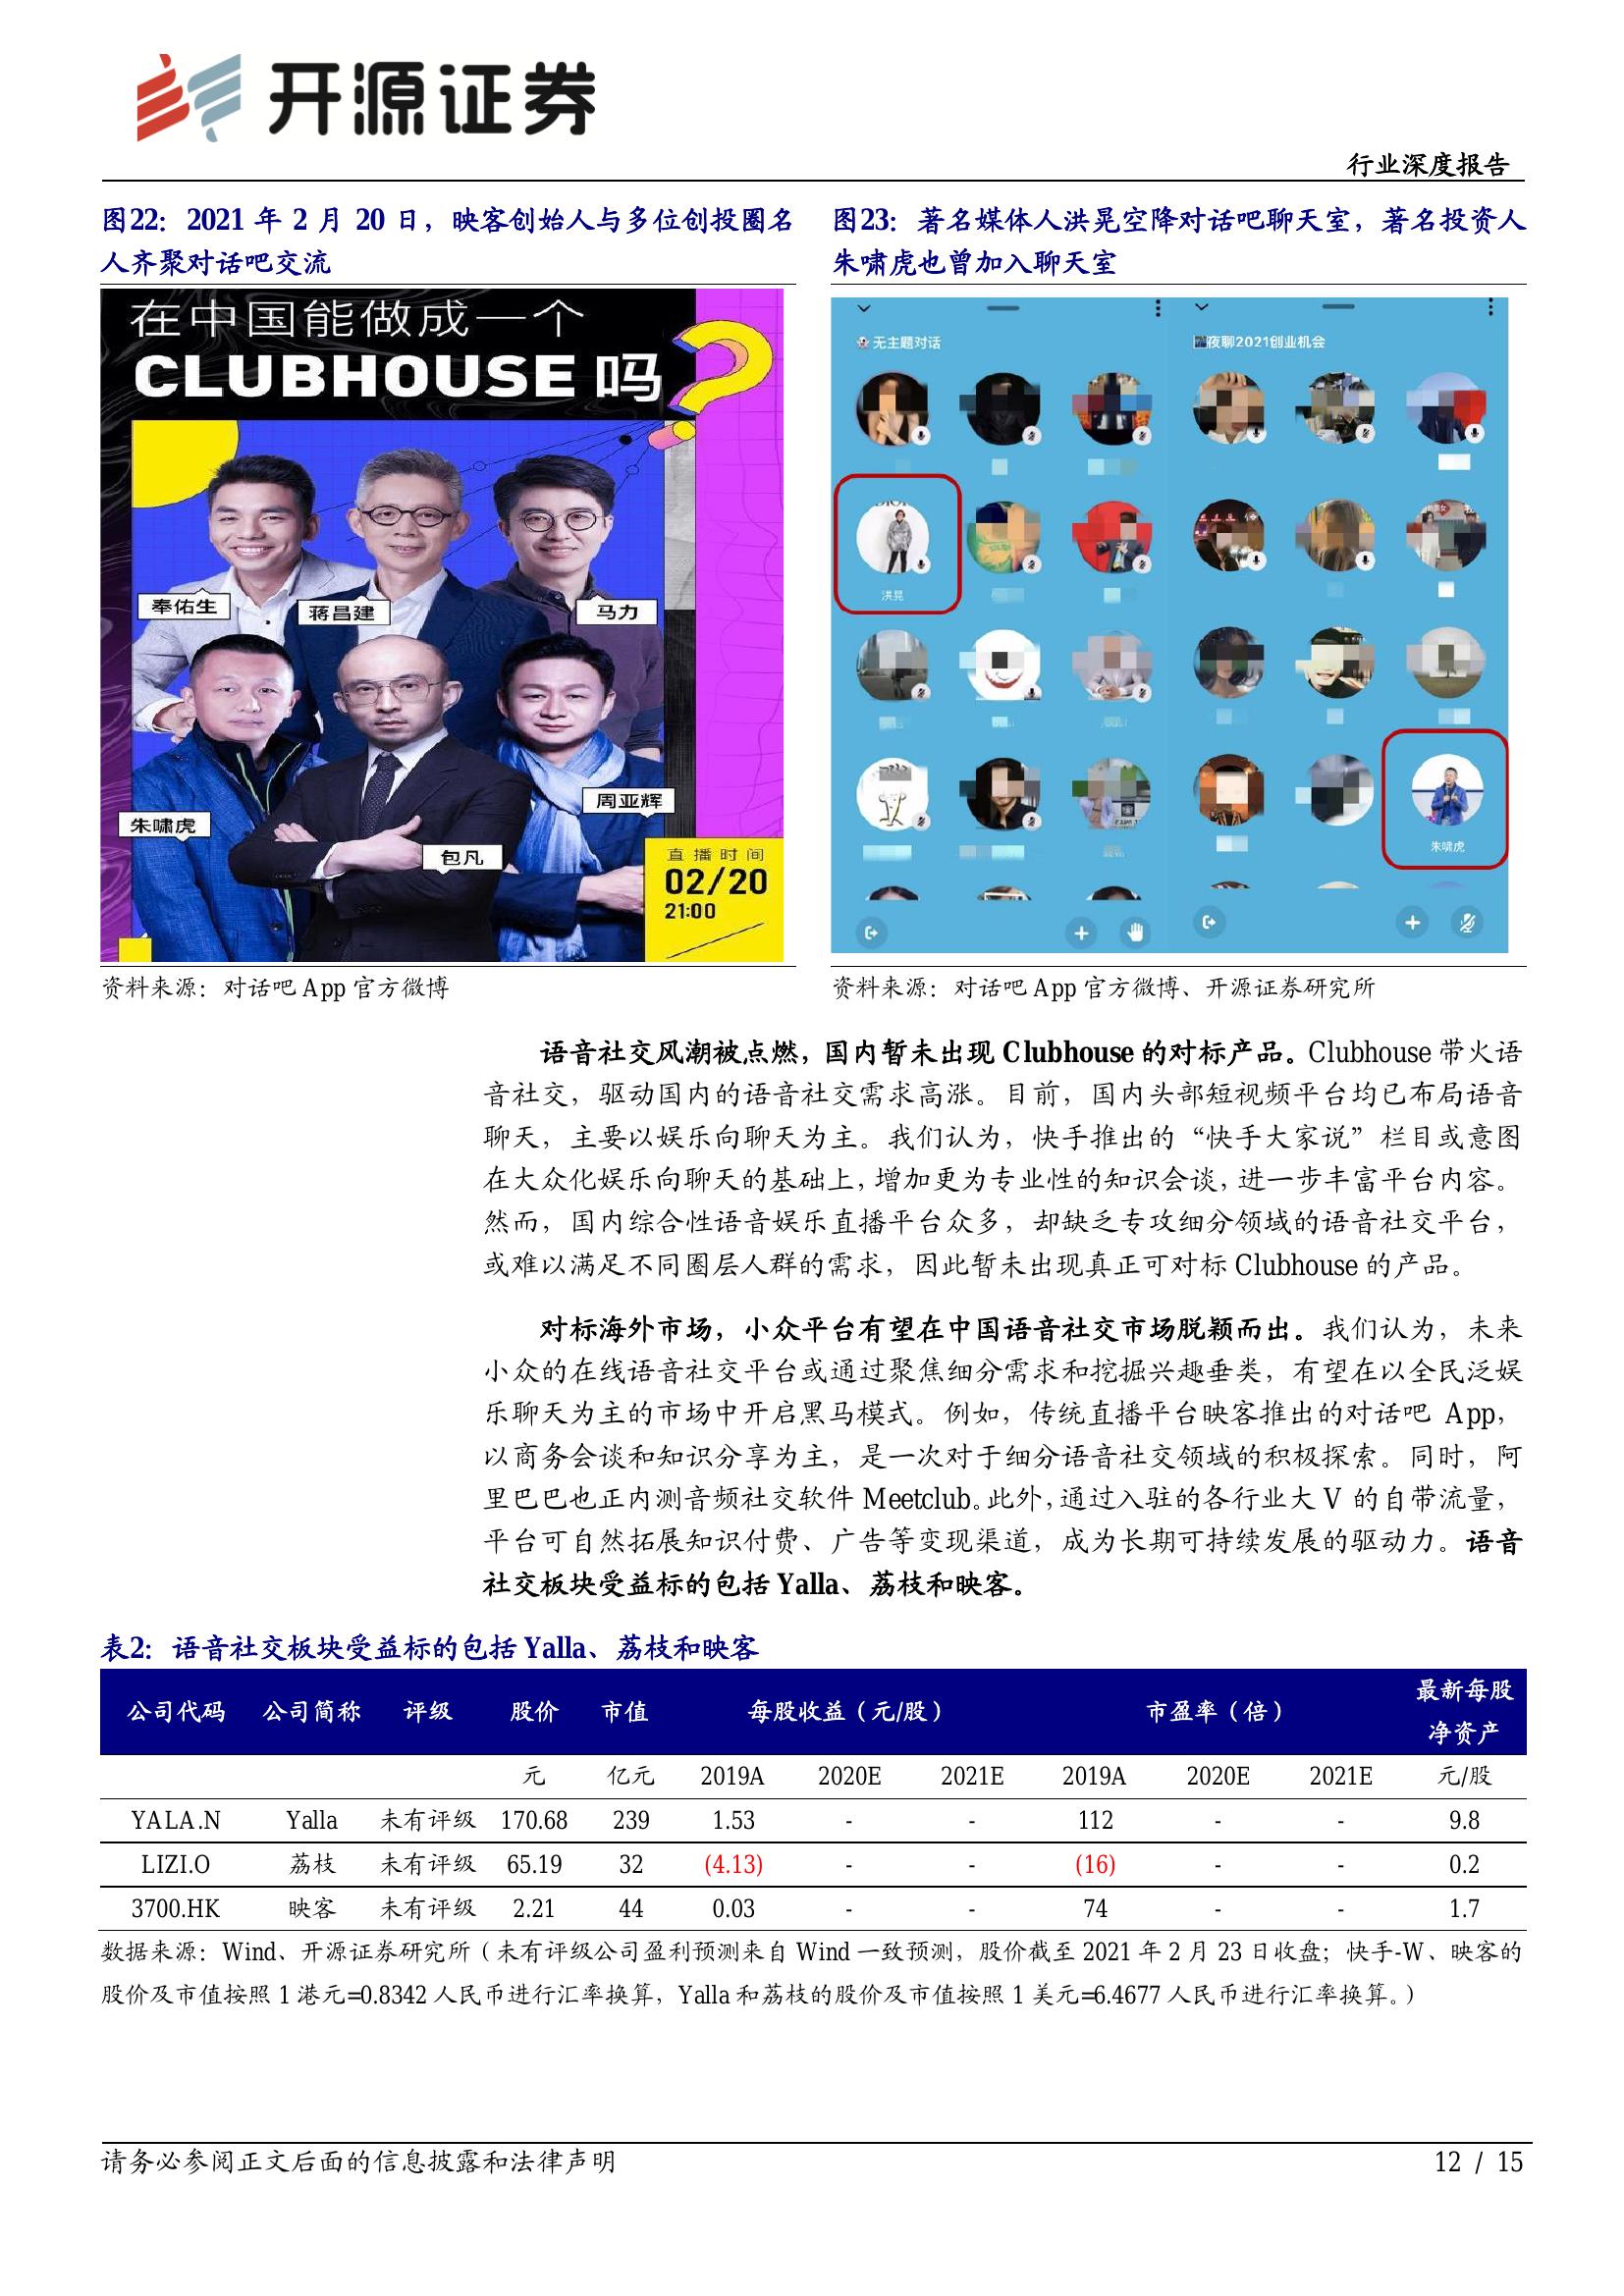 开源证券
行业深度报告
图22：2021 年 2 月 20 日，映客创始人与多位创投圈名
人齐聚对话吧交流
在中国能做成一个
CLUBHOUSE 吗
奉佑生
蒋昌建
马力
朱啸虎
包凡
周亚辉
直播时间
02/20
21:00
资料来源：对话吧 App 官方微博
图23：著名媒体人洪晃空降对话吧聊天室，著名投资人
朱啸虎也曾加入聊天室
无主题对话
夜聊2021创业机会
洪晃
朱啸虎
资料来源：对话吧 App 官方微博、开源证券研究所
语音社交风潮被点燃，国内暂未出现 Clubhouse 的对标产品。Clubhouse 带火语
音社交，驱动国内的语音社交需求高涨。目前，国内头部短视频平台均已布局语音
聊天，主要以娱乐向聊天为主。我们认为，快手推出的“快手大家说”栏目或意图
在大众化娱乐向聊天的基础上，增加更为专业性的知识会谈，进一步丰富平台内容。
然而，国内综合性语音娱乐直播平台众多，却缺乏专攻细分领域的语音社交平台，
或难以满足不同圈层人群的需求，因此暂未出现真正可对标 Clubhouse 的产品。
对标海外市场，小众平台有望在中国语音社交市场脱颖而出。我们认为，未来
小众的在线语音社交平台或通过聚焦细分需求和挖掘兴趣垂类，有望在以全民泛娱
乐聊天为主的市场中开启黑马模式。例如，传统直播平台映客推出的对话吧 App，
以商务会谈和知识分享为主，是一次对于细分语音社交领域的积极探索。同时，阿
里巴巴也正内测音频社交软件 Meetclub。此外，通过入驻的各行业大 V 的自带流量，
平台可自然拓展知识付费、广告等变现渠道，成为长期可持续发展的驱动力。语音
社交板块受益标的包括 Yalla、荔枝和映客。
表2：语音社交板块受益标的包括 Yalla、荔枝和映客
公司代码 公司简称 评级 股价 市值 每股收益（元/股） 市盈率（倍） 最新每股
净资产
元 亿元 2019A 2020E 2021E 2019A 2020E 2021E 元/股
YALA.N Yalla 未有评级 170.68 239 1.53 - - 112 - - 9.8
LIZI.O 荔枝 未有评级 65.19 32 (4.13) - - (16) - - 0.2
3700.HK 映客 未有评级 2.21 44 0.03 - - 74 - - 1.7
数据来源：Wind、开源证券研究所（未有评级公司盈利预测来自 Wind 一致预测，股价截至 2021 年 2 月 23 日收盘；快手-W、映客的
股价及市值按照 1 港元=0.8342 人民币进行汇率换算，Yalla 和荔枝的股价及市值按照 1 美元=6.4677 人民币进行汇率换算。）
请务必参阅正文后面的信息披露和法律声明
12 / 15